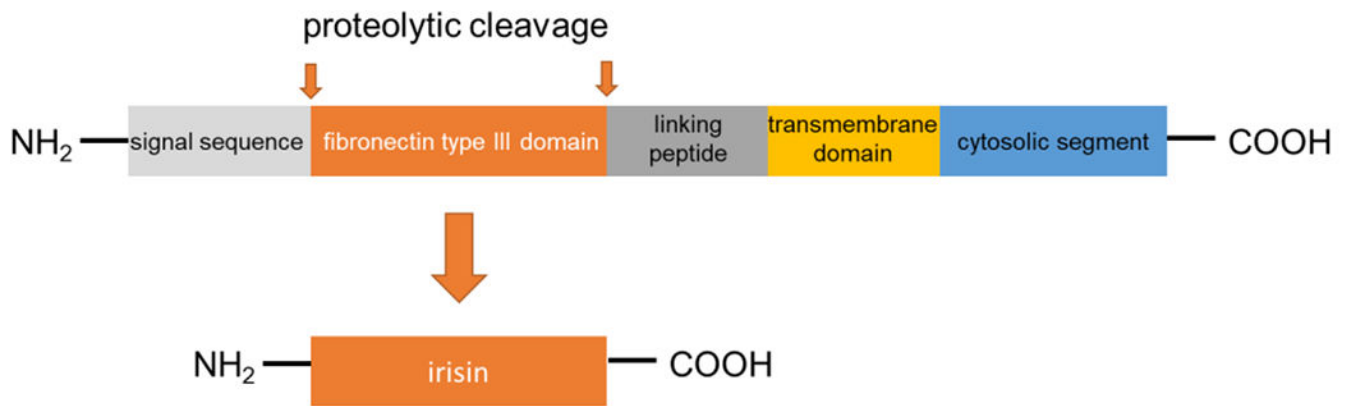 proteolytic cleavage
NH2
signal sequence
fibronectin type III domain
linking
peptide
transmembrane
domain
cytosolic segment
COOH
NH2
irisin
COOH